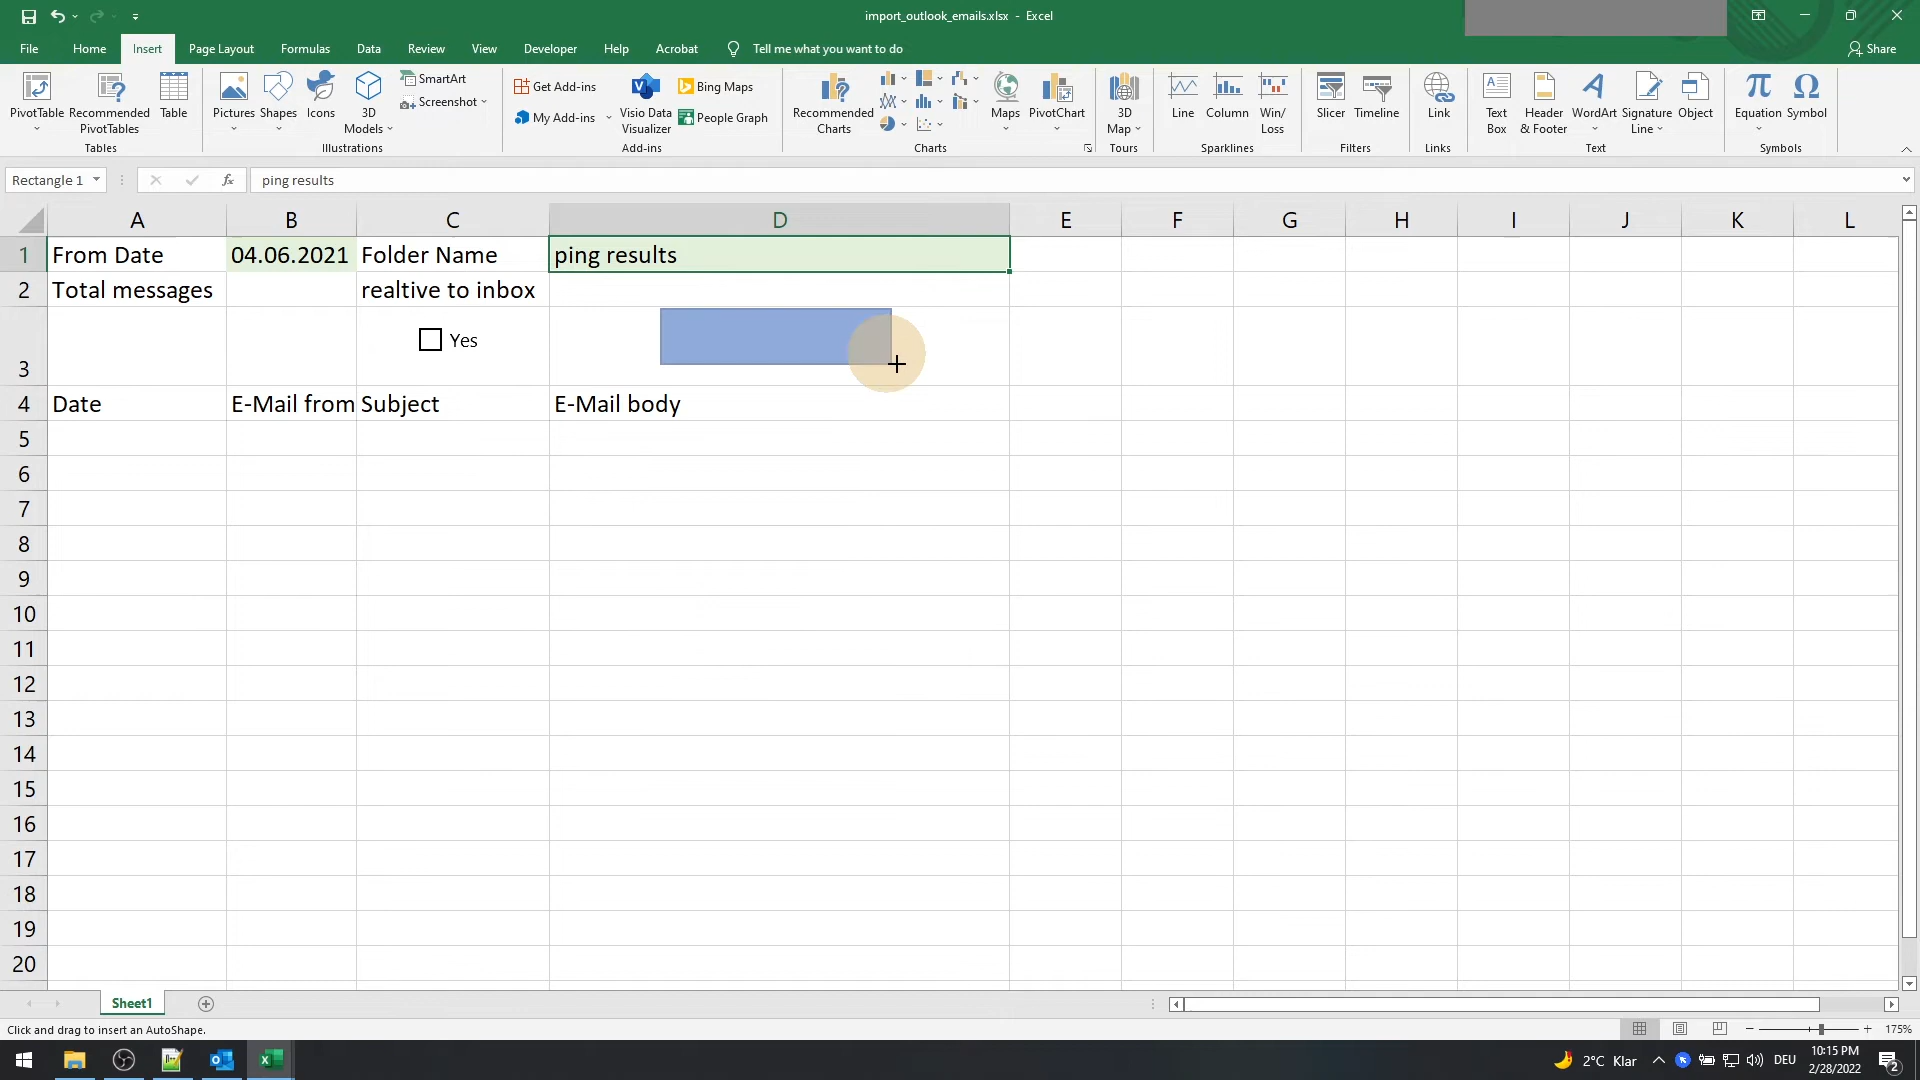 import_outlook_emails.xlsx - Excel
File Home Insert Page Layout Formulas Data Review View Developer Help Acrobat Tell me what you want to do Share
PivotTable Recommended PivotTables Table
Tables
Pictures Shapes Icons 3D Models SmartArt Screenshot
Illustrations
Get Add-ins My Add-ins Visio Data Visualizer Bing Maps People Graph
Add-ins
Recommended Charts Maps PivotChart
Charts
3D Map
Tours
Line Column Win/Loss
Sparklines
Slicer Timeline
Filters
Link
Links
Text Box Header & Footer WordArt Signature Line Object
Text
Equation Symbol
Symbols
Rectangle 1 fx ping results
A B C D E F G H I J K L
1 From Date 04.06.2021 Folder Name ping results
2 Total messages realtive to inbox
3 Yes
4 Date E-Mail from Subject E-Mail body
5
6
7
8
9
10
11
12
13
14
15
16
17
18
19
20
Sheet1
Click and drag to insert an AutoShape. 175%
2°C Klar DEU 10:15 PM
2/28/2022 2